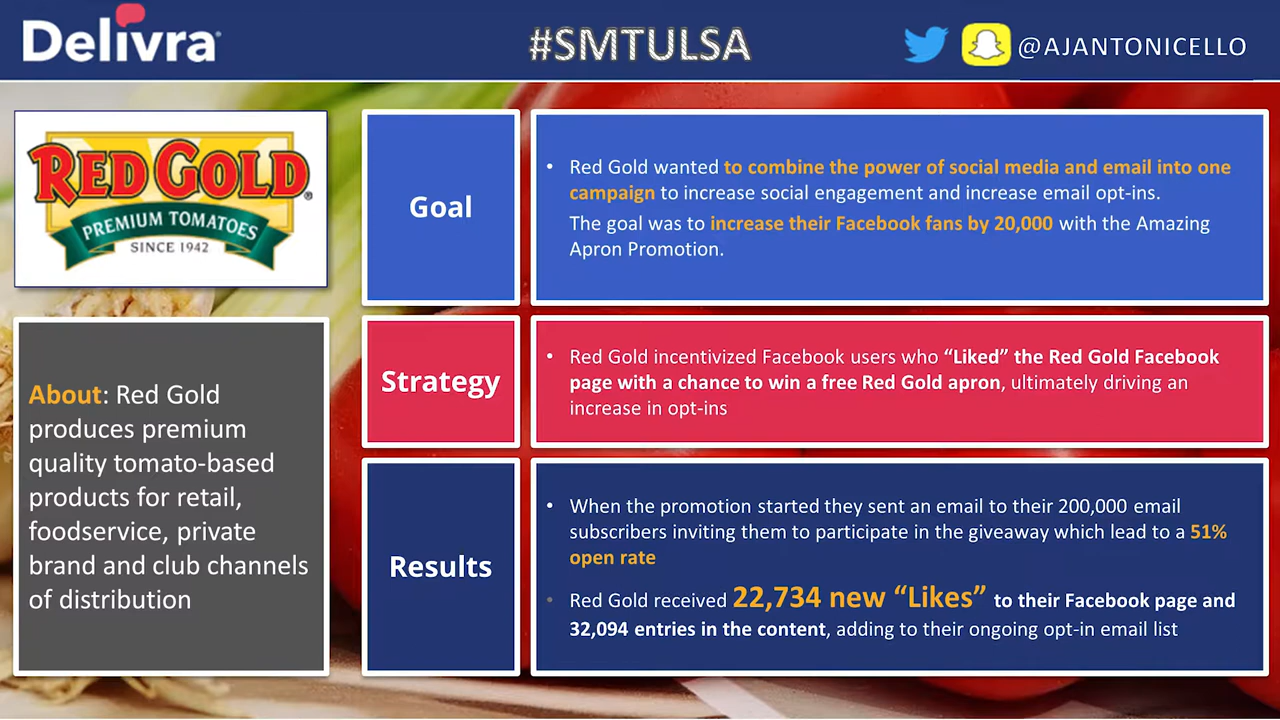 Delivra
#SMTULSA
@AJANTONICELLO
RED GOLD®
PREMIUM TOMATOES
SINCE 1942
About: Red Gold
produces premium
quality tomato-based
products for retail,
foodservice, private
brand and club channels
of distribution
Goal
• Red Gold wanted to combine the power of social media and email into one
campaign to increase social engagement and increase email opt-ins.
The goal was to increase their Facebook fans by 20,000 with the Amazing
Apron Promotion.
Strategy
• Red Gold incentivized Facebook users who “Liked” the Red Gold Facebook
page with a chance to win a free Red Gold apron, ultimately driving an
increase in opt-ins
Results
• When the promotion started they sent an email to their 200,000 email
subscribers inviting them to participate in the giveaway which lead to a 51%
open rate
• Red Gold received 22,734 new “Likes” to their Facebook page and
32,094 entries in the content, adding to their ongoing opt-in email list